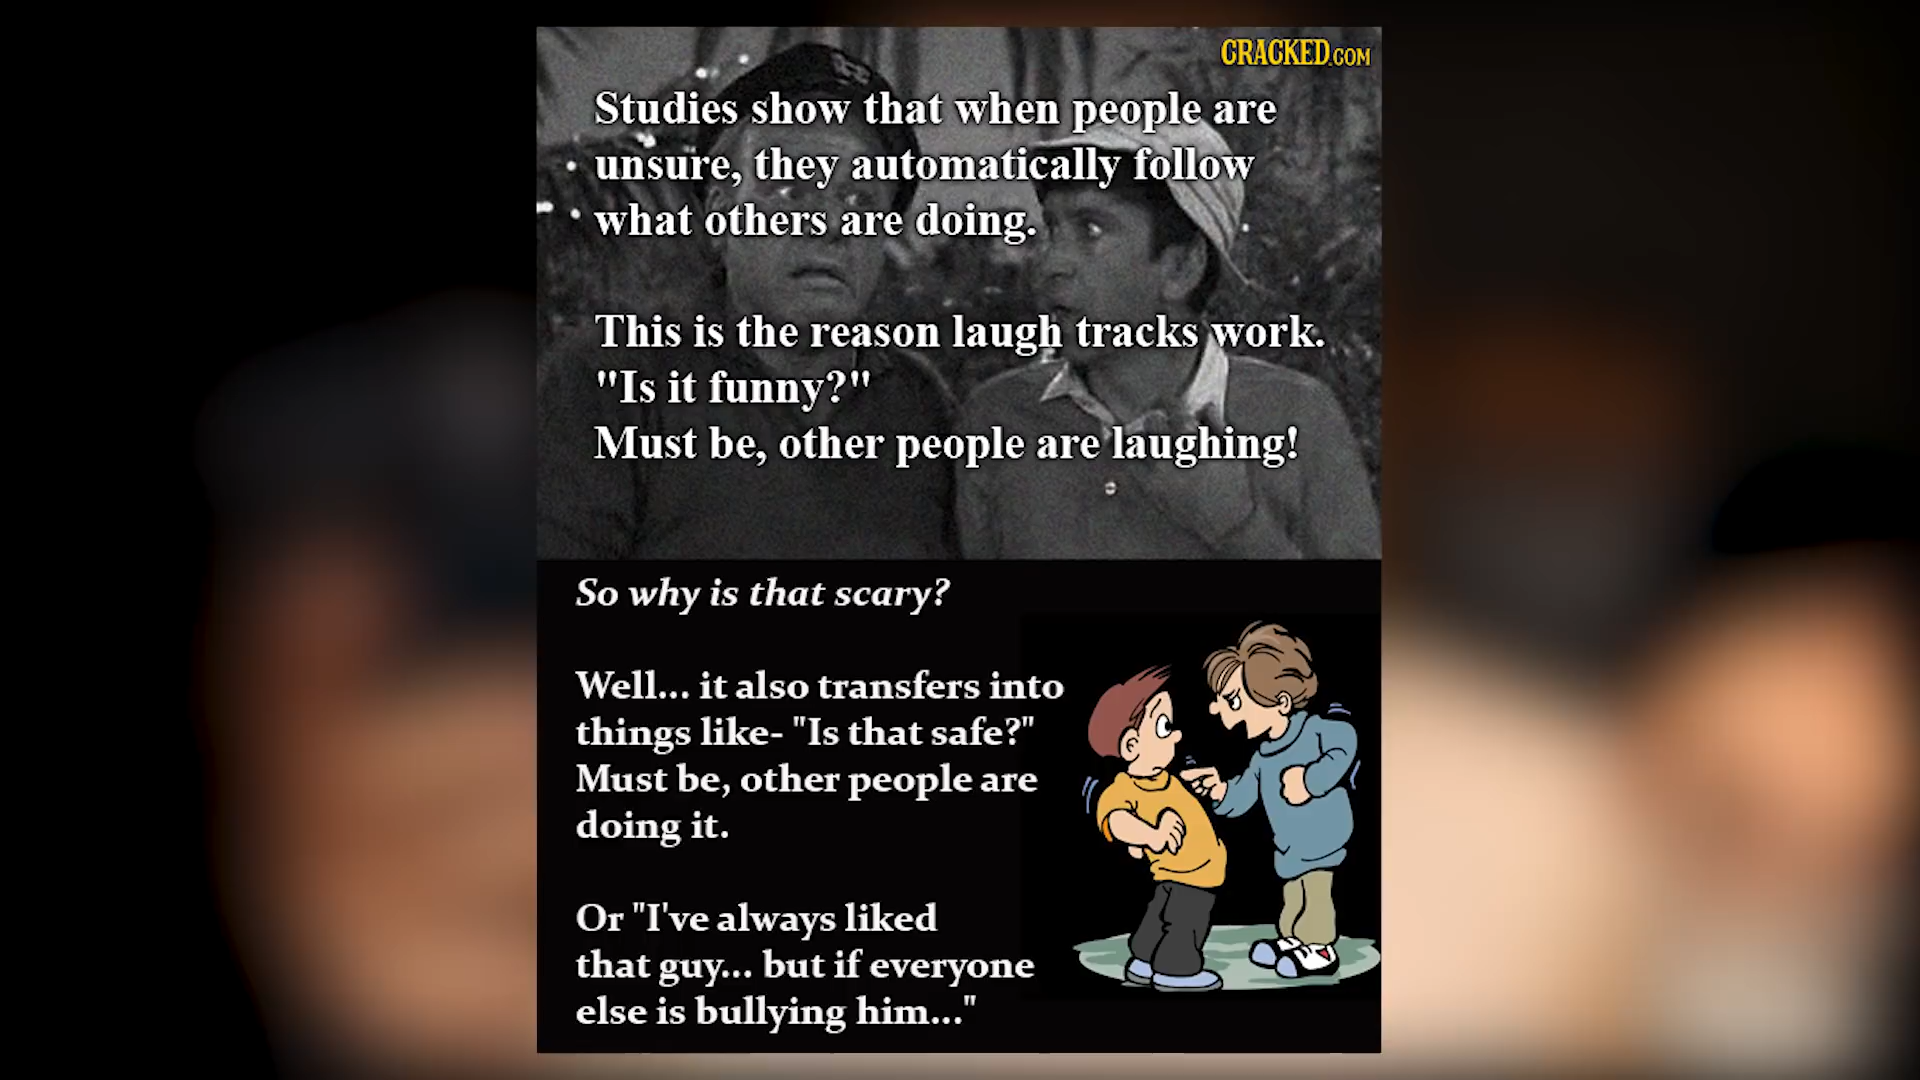 CRACKED.COM
Studies show that when people are
unsure, they automatically follow
what others are doing.
This is the reason laugh tracks work.
"Is it funny?"
Must be, other people are laughing!
So why is that scary?
Well... it also transfers into
things like- "Is that safe?"
Must be, other people are
doing it.
Or "I've always liked
that guy... but if everyone
else is bullying him..."